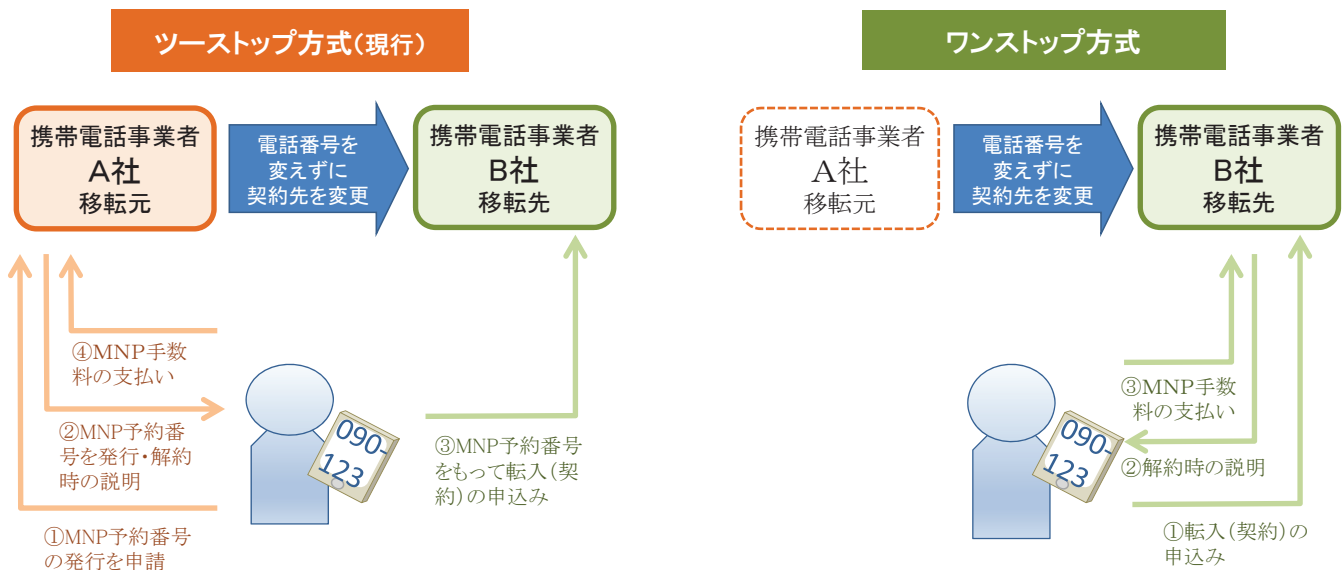 ツーストップ方式（現行）
携帯電話事業者
A社
移転元
電話番号を
変えずに
契約先を変更
携帯電話事業者
B社
移転先
④MNP手数
料の支払い
②MNP予約番
号を発行・解約
時の説明
①MNP予約番号
の発行を申請
090-
123
③MNP予約番号
をもって転入（契
約）の申込み
ワンストップ方式
携帯電話事業者
A社
移転元
電話番号を
変えずに
契約先を変更
携帯電話事業者
B社
移転先
③MNP手数
料の支払い
090-
123
②解約時の説明
①転入（契約）の
申込み